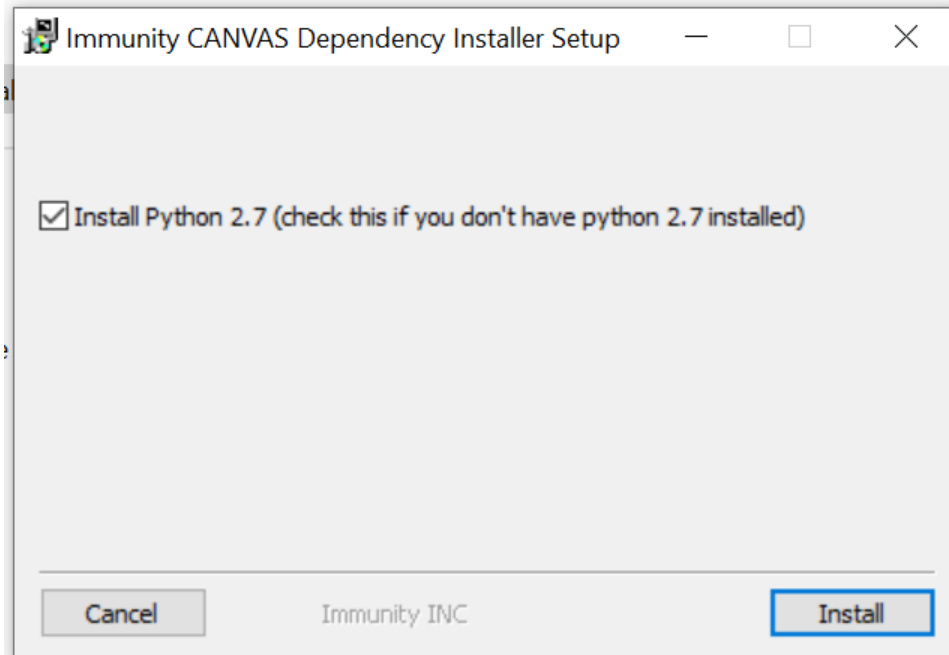 Immunity CANVAS Dependency Installer Setup
Install Python 2.7 (check this if you don't have python 2.7 installed)
Cancel
Immunity INC
Install